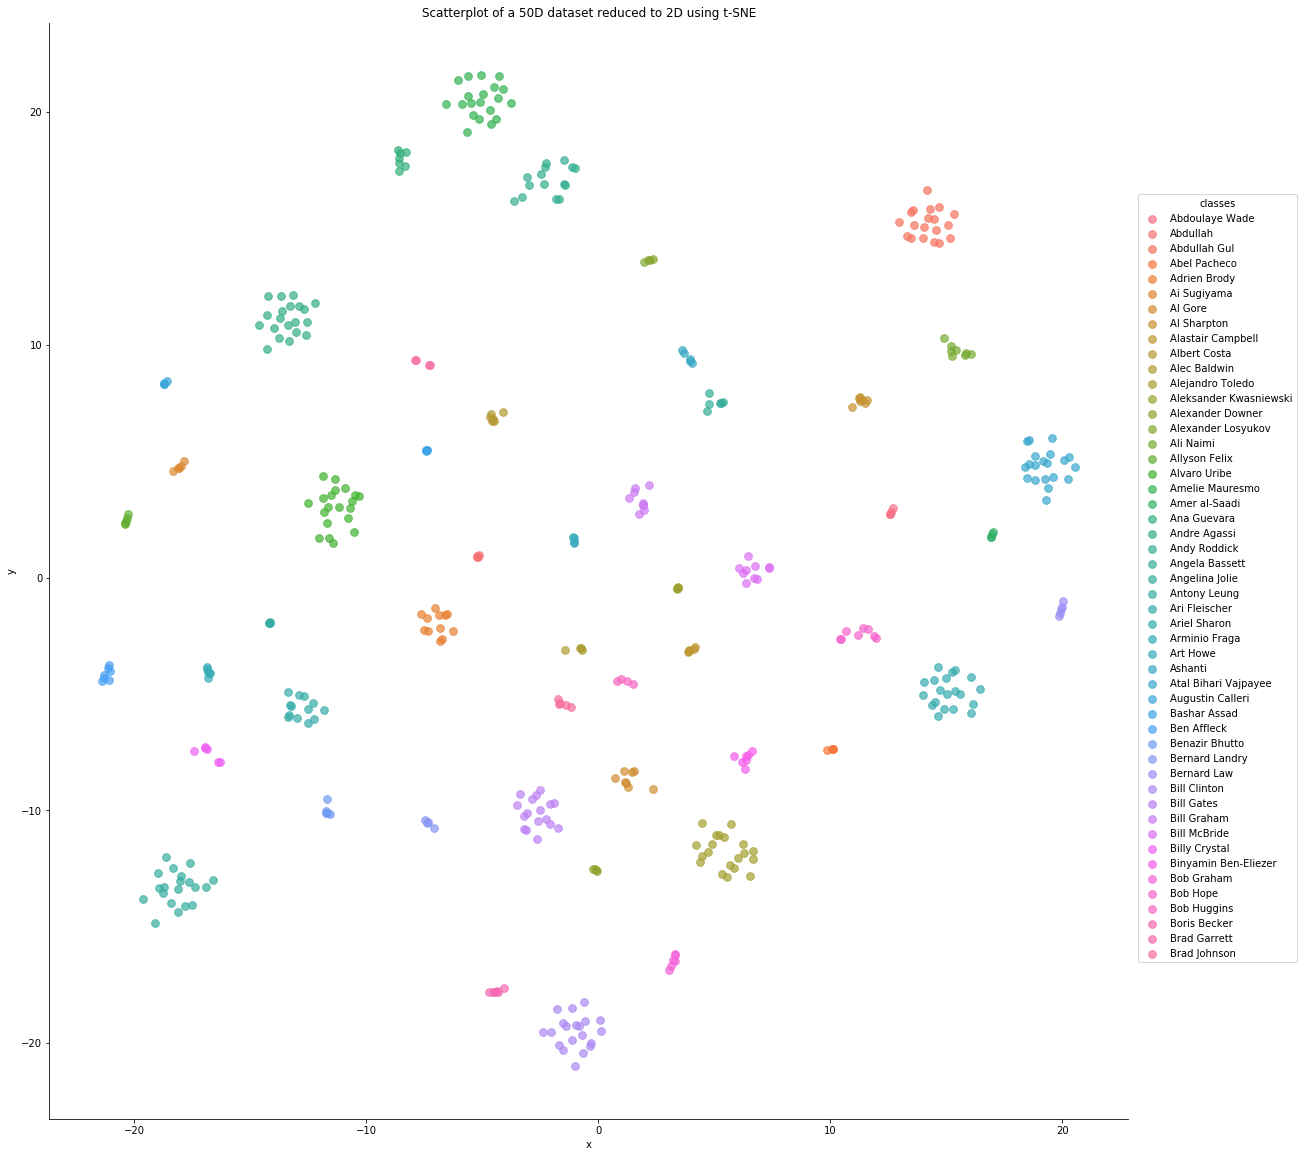 Scatterplot of a 50D dataset reduced to 2D using t-SNE
20
10
0
−10
−20
y
−20
−10
0
10
20
x
classes
Abdoulaye Wade
Abdullah
Abdullah Gul
Abel Pacheco
Adrien Brody
Ai Sugiyama
Al Gore
Al Sharpton
Alastair Campbell
Albert Costa
Alec Baldwin
Alejandro Toledo
Aleksander Kwasniewski
Alexander Downer
Alexander Losyukov
Ali Naimi
Allyson Felix
Alvaro Uribe
Amelie Mauresmo
Amer al-Saadi
Ana Guevara
Andre Agassi
Andy Roddick
Angela Bassett
Angelina Jolie
Antony Leung
Ari Fleischer
Ariel Sharon
Arminio Fraga
Art Howe
Ashanti
Atal Bihari Vajpayee
Augustin Calleri
Bashar Assad
Ben Affleck
Benazir Bhutto
Bernard Landry
Bernard Law
Bill Clinton
Bill Gates
Bill Graham
Bill McBride
Billy Crystal
Binyamin Ben-Eliezer
Bob Graham
Bob Hope
Bob Huggins
Boris Becker
Brad Garrett
Brad Johnson